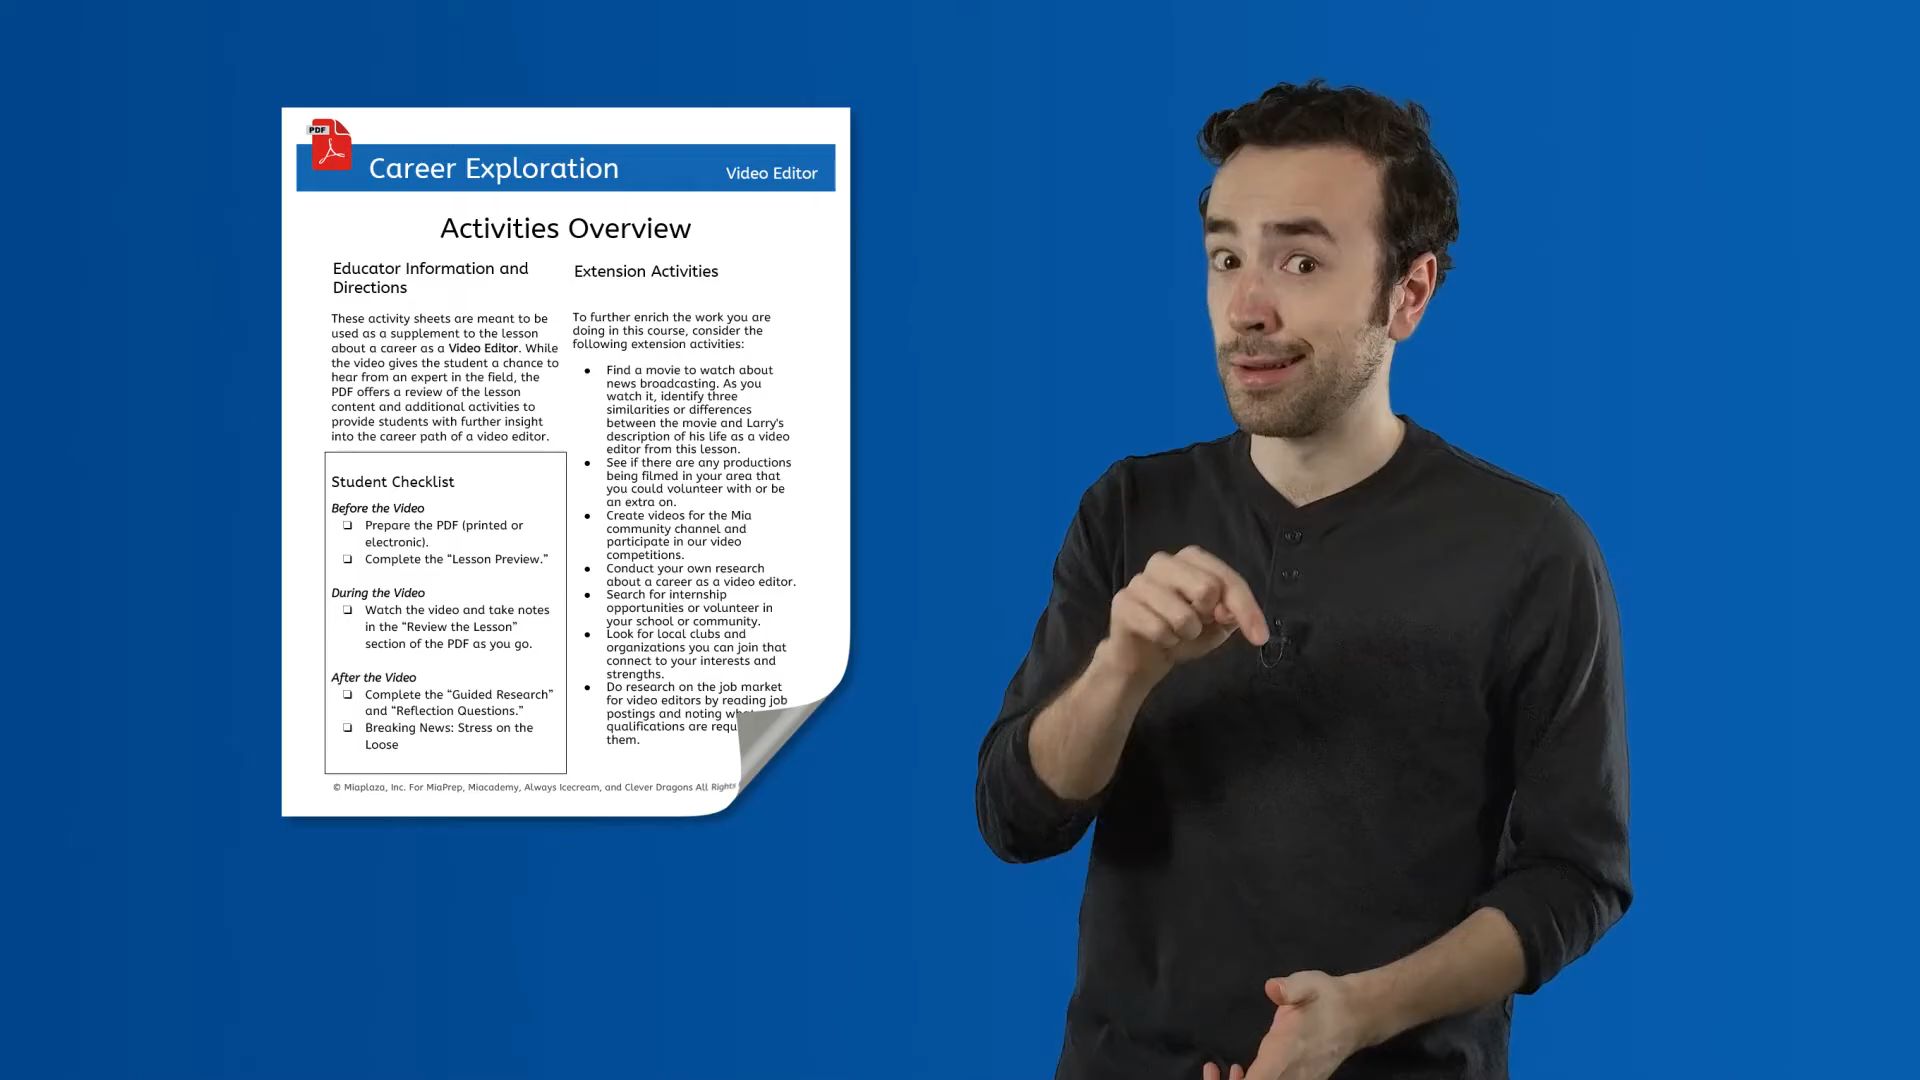 PDF
Career Exploration
Video Editor
Activities Overview
Educator Information and
Directions
These activity sheets are meant to be
used as a supplement to the lesson
about a career as a Video Editor. While
the video gives the student a chance to
hear from an expert in the field, the
PDF offers a review of the lesson
content and additional activities to
provide students with further insight
into the career path of a video editor.
Student Checklist
Before the Video
❏ Prepare the PDF (printed or
electronic).
❏ Complete the “Lesson Preview.”
During the Video
❏ Watch the video and take notes
in the “Review the Lesson”
section of the PDF as you go.
After the Video
❏ Complete the “Guided Research”
and “Reflection Questions.”
❏ Breaking News: Stress on the
Loose
Extension Activities
To further enrich the work you are
doing in this course, consider the
following extension activities:
● Find a movie to watch about
news broadcasting. As you
watch it, identify three
similarities or differences
between the movie and Larry's
description of his life as a video
editor from this lesson.
● See if there are any productions
being filmed in your area that
you could volunteer with or be
an extra on.
● Create videos for the Mia
community channel and
participate in our video
competitions.
● Conduct your own research
about a career as a video editor.
● Search for internship
opportunities or volunteer in
your school or community.
● Look for local clubs and
organizations you can join that
connect to your interests and
strengths.
● Do research on the job market
for video editors by reading job
postings and noting
qualifications are
them.
© Miaplaza, Inc. For MiaPrep, Miacademy, Always Icecream, and Clever Dragons All Rights